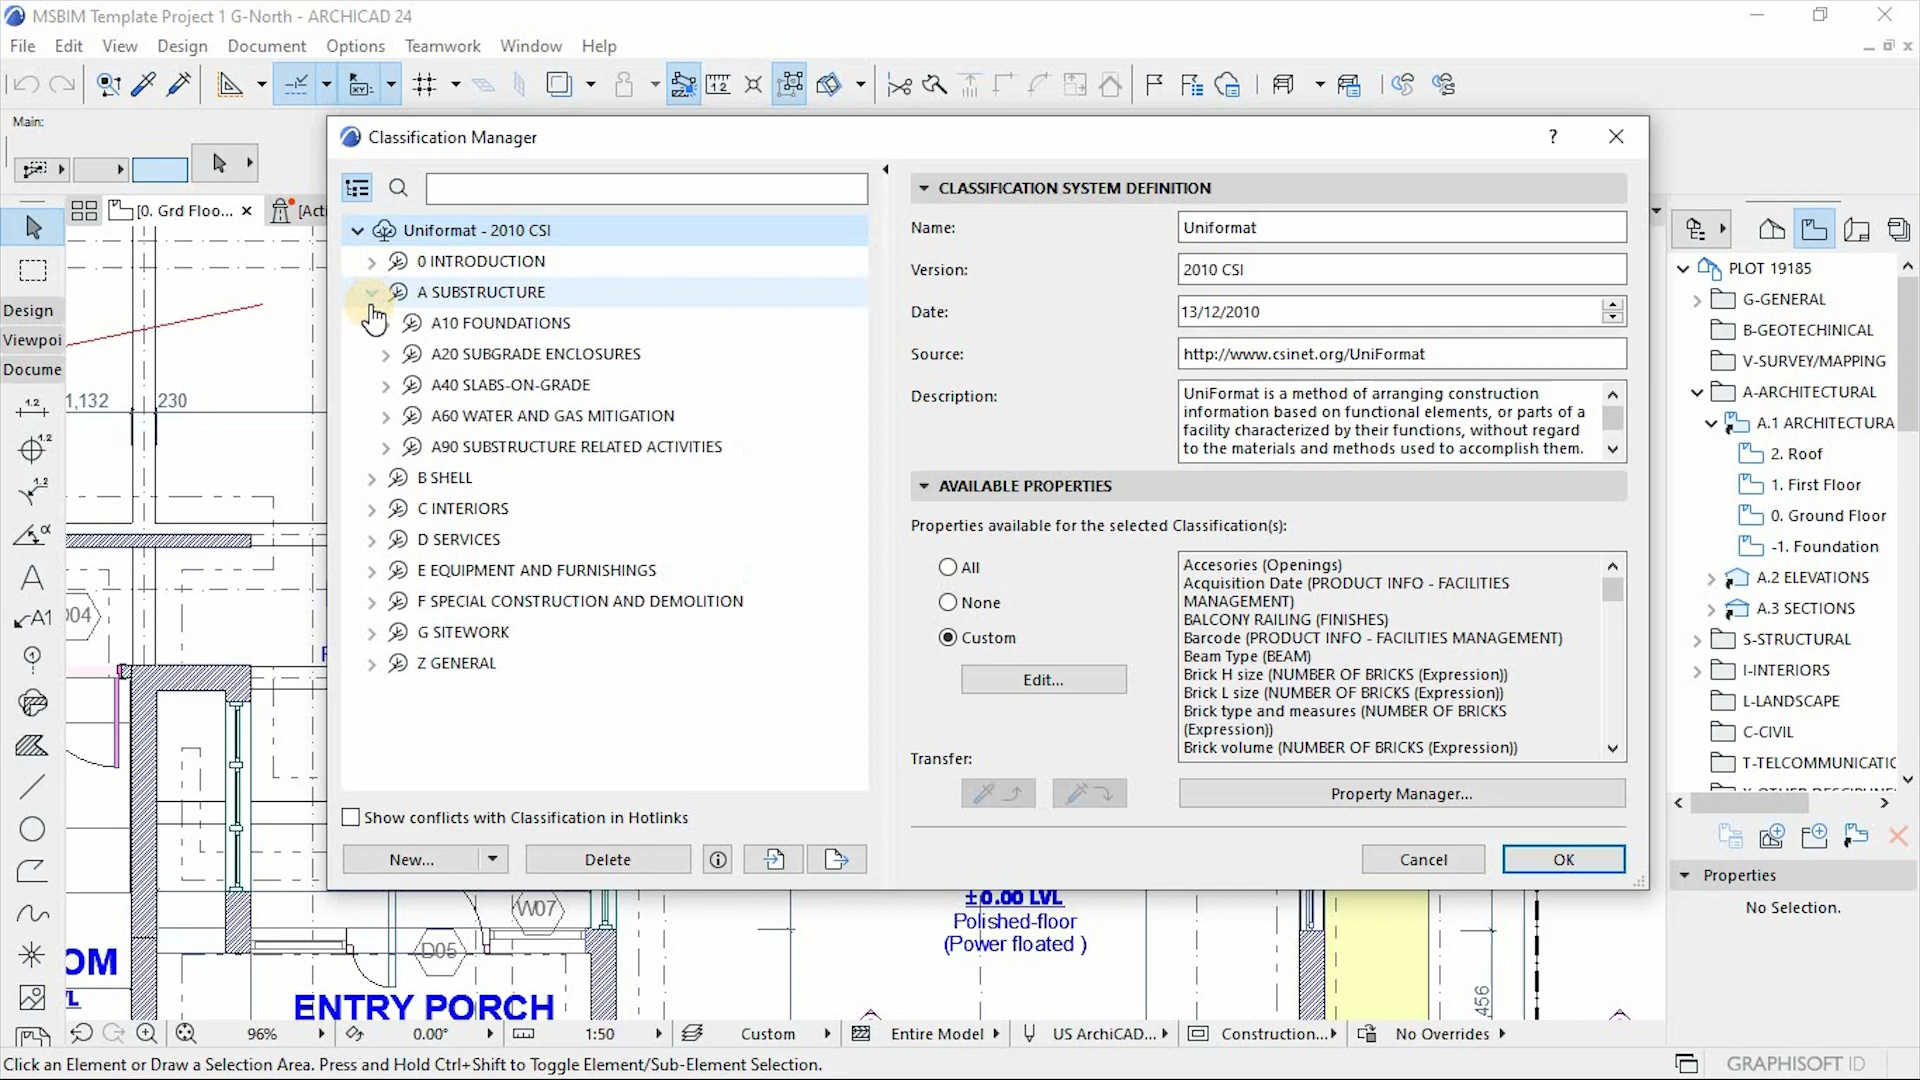 MSBIM Template Project 1 G-North - ARCHICAD 24
File Edit View Design Document Options Teamwork Window Help
Main:
[0. Grd Floo...
[Acti
Classification Manager
Uniformat - 2010 CSI
0 INTRODUCTION
A SUBSTRUCTURE
A10 FOUNDATIONS
A20 SUBGRADE ENCLOSURES
A40 SLABS-ON-GRADE
A60 WATER AND GAS MITIGATION
A90 SUBSTRUCTURE RELATED ACTIVITIES
B SHELL
C INTERIORS
D SERVICES
E EQUIPMENT AND FURNISHINGS
F SPECIAL CONSTRUCTION AND DEMOLITION
G SITEWORK
Z GENERAL
Show conflicts with Classification in Hotlinks
New...
Delete
CLASSIFICATION SYSTEM DEFINITION
Name: Uniformat
Version: 2010 CSI
Date: 13/12/2010
Source: http://www.csinet.org/UniFormat
Description: UniFormat is a method of arranging construction
information based on functional elements, or parts of a
facility characterized by their functions, without regard
to the materials and methods used to accomplish them.
AVAILABLE PROPERTIES
Properties available for the selected Classification(s):
All
None
Custom
Edit...
Accesories (Openings)
Acquisition Date (PRODUCT INFO - FACILITIES
MANAGEMENT)
BALCONY RAILING (FINISHES)
Barcode (PRODUCT INFO - FACILITIES MANAGEMENT)
Beam Type (BEAM)
Brick H size (NUMBER OF BRICKS (Expression))
Brick L size (NUMBER OF BRICKS (Expression))
Brick type and measures (NUMBER OF BRICKS
(Expression))
Brick volume (NUMBER OF BRICKS (Expression))
Transfer:
Property Manager...
Cancel
OK
Design
Viewpoi
Docume
1,132
230
004
PLOT 19185
G-GENERAL
B-GEOTECHINICAL
V-SURVEY/MAPPING
A-ARCHITECTURAL
A.1 ARCHITECTURA
2. Roof
1. First Floor
0. Ground Floor
-1. Foundation
A.2 ELEVATIONS
A.3 SECTIONS
S-STRUCTURAL
I-INTERIORS
L-LANDSCAPE
C-CIVIL
T-TELCOMMUNICATIC
Properties
No Selection.
±0.00 LVL
Polished-floor
(Power floated )
W07
D05
OM
ENTRY PORCH
456
96% 0.00° 1:50 Custom Entire Model US ArchiCAD... Construction... No Overrides
Click an Element or Draw a Selection Area. Press and Hold Ctrl+Shift to Toggle Element/Sub-Element Selection.
GRAPHISOFT ID